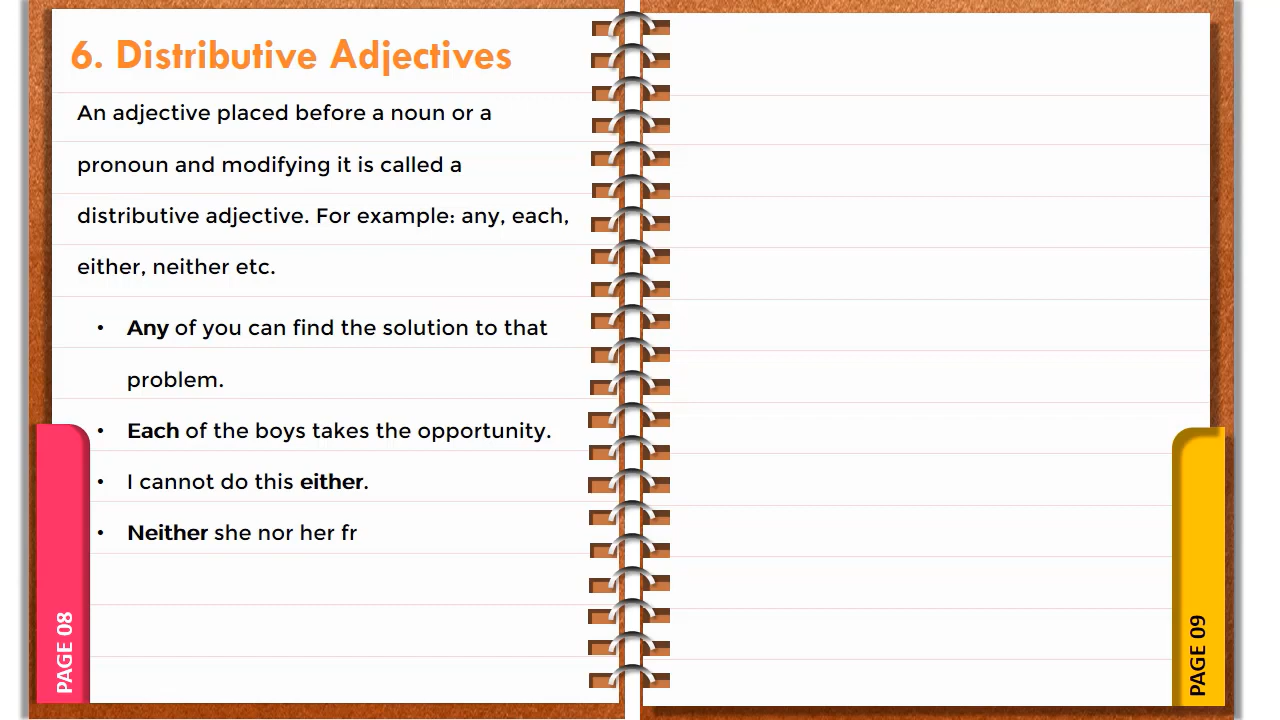 6. Distributive Adjectives
An adjective placed before a noun or a
pronoun and modifying it is called a
distributive adjective. For example: any, each,
either, neither etc.
• Any of you can find the solution to that
problem.
• Each of the boys takes the opportunity.
• I cannot do this either.
• Neither she nor her fr
PAGE 08
PAGE 09